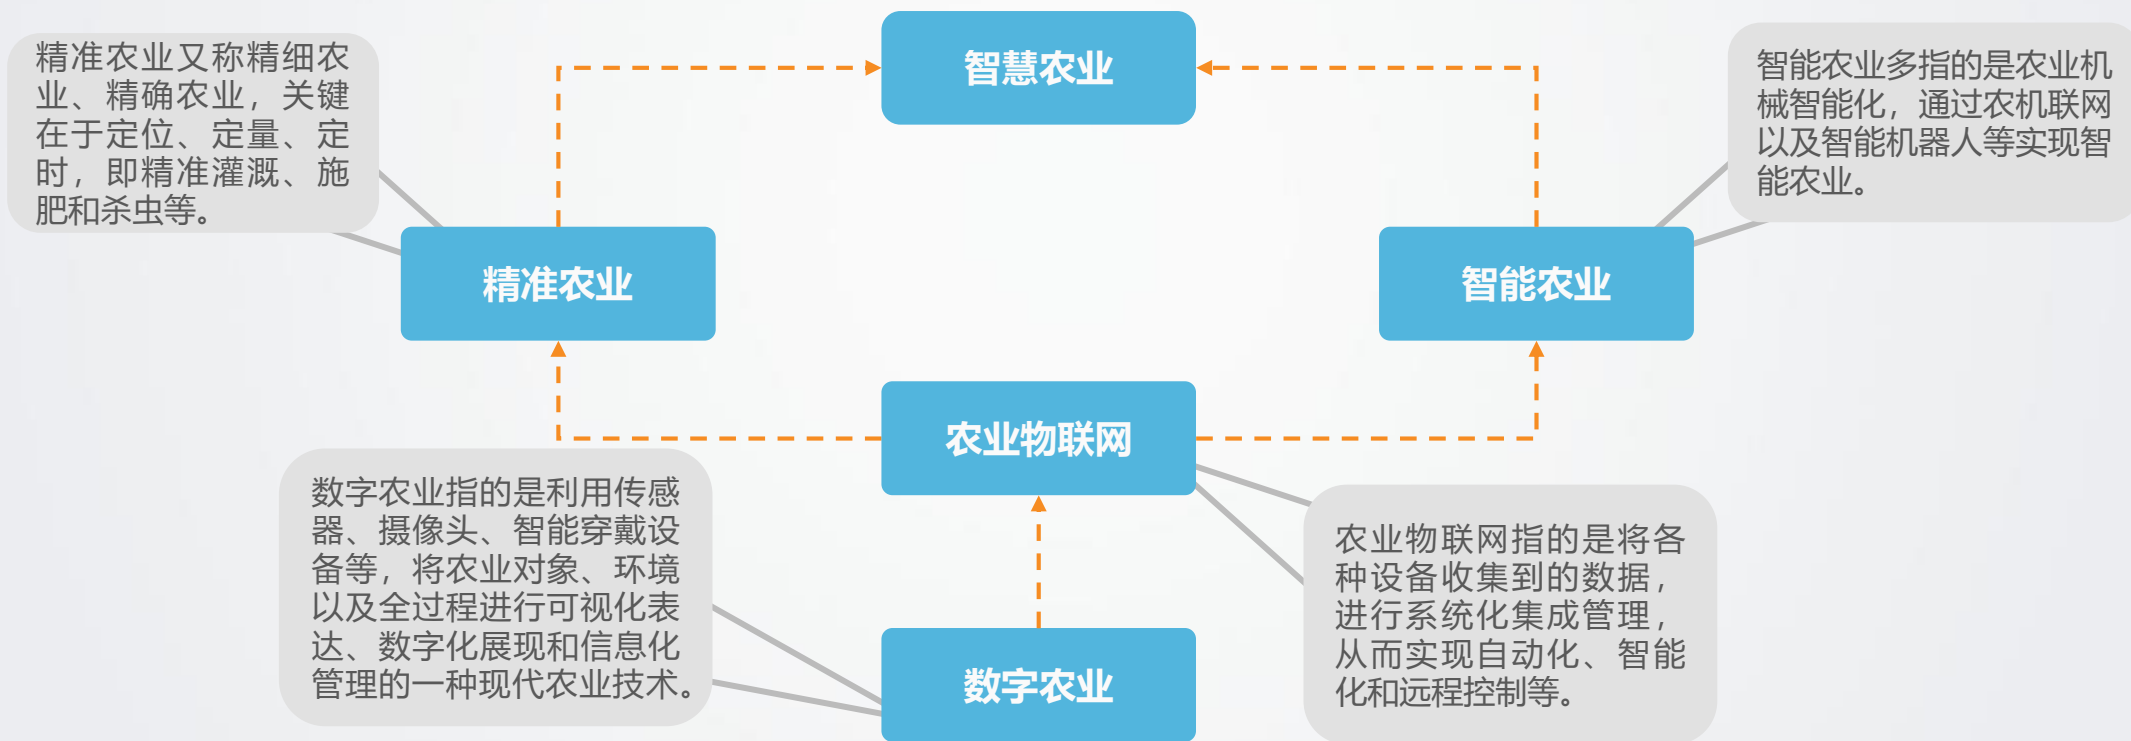 智慧农业
精准农业又称精细农
业、精确农业，关键
在于定位、定量、定
时，即精准灌溉、施
肥和杀虫等。
智能农业多指的是农业机
械智能化，通过农机联网
以及智能机器人等实现智
能农业。
精准农业
智能农业
农业物联网
数字农业指的是利用传感
器、摄像头、智能穿戴设
备等，将农业对象、环境
以及全过程进行可视化表
达、数字化展现和信息化
管理的一种现代农业技术。
农业物联网指的是将各
种设备收集到的数据，
进行系统化集成管理，
从而实现自动化、智能
化和远程控制等。
数字农业